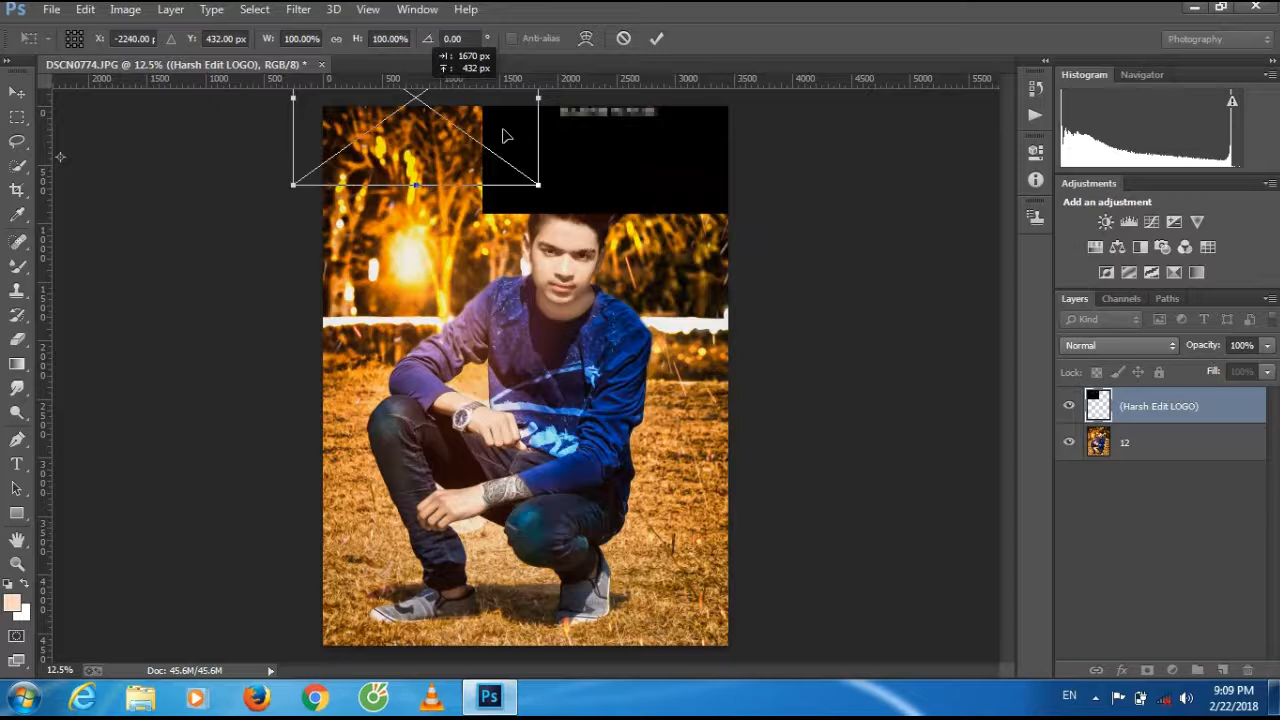 Ps File Edit Image Layer Type Select Filter 3D View Window Help
X: -2240.00 p Y: 432.00 px W: 100.00% H: 100.00% 0.00 ° Anti-alias Photography
1670 px
432 px
DSCN0774.JPG @ 12.5% ((Harsh Edit LOGO), RGB/8) * ×
2000 1500 1000 500 0 500 1000 1500 2000 2500 3000 3500 4000 4500 5000 5500
Histogram Navigator
Adjustments
Add an adjustment
Layers Channels Paths
Kind
Normal Opacity: 100%
Lock: Fill: 100%
(Harsh Edit LOGO)
12
12.5% Doc: 45.6M/45.6M
EN 9:09 PM
2/22/2018